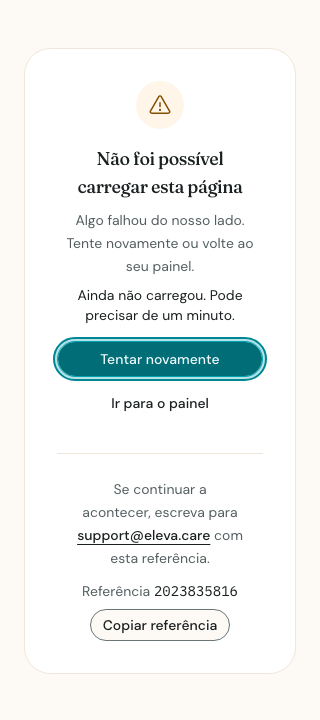 Não foi possível
carregar esta página
Algo falhou do nosso lado.
Tente novamente ou volte ao
seu painel.
Ainda não carregou. Pode
precisar de um minuto.
Tentar novamente
Ir para o painel
Se continuar a
acontecer, escreva para
support@eleva.care com
esta referência.
Referência 2023835816
Copiar referência